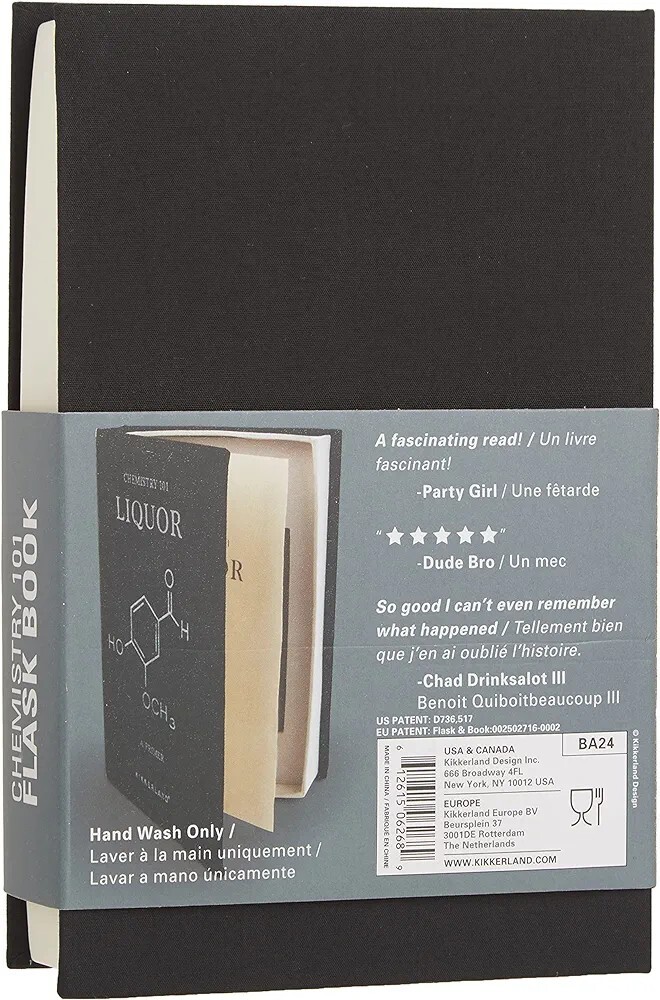 CHEMISTRY 101
FLASK BOOK
CHEMISTRY 101
LIQUOR
R
O
H
HO
OCH3
A PRIMER
KIKKERLAND®
Hand Wash Only /
Laver à la main uniquement /
Lavar a mano únicamente
A fascinating read! / Un livre
fascinant!
-Party Girl / Une fêtarde
"★★★★★"
-Dude Bro / Un mec
So good I can't even remember
what happened / Tellement bien
que j'en ai oublié l'histoire.
-Chad Drinksalot III
Benoit Quiboitbeaucoup III
US PATENT: D736,517
EU PATENT: Flask & Book:002502716-0002
MADE IN CHINA / FABRIQUÉ EN CHINE
6 12615 06268 9
USA & CANADA
Kikkerland Design Inc.
666 Broadway 4FL
New York, NY 10012 USA
EUROPE
Kikkerland Europe BV
Beursplein 37
3001DE Rotterdam
The Netherlands
WWW.KIKKERLAND.COM
BA24
© Kikkerland Design